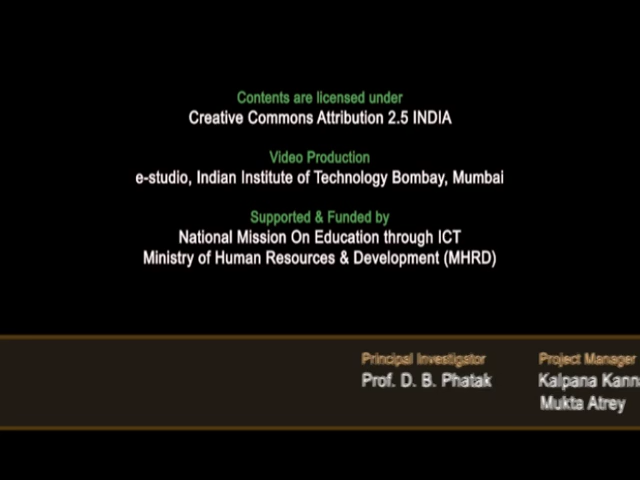 Contents are licensed under
Creative Commons Attribution 2.5 INDIA
Video Production
e-studio, Indian Institute of Technology Bombay, Mumbai
Supported & Funded by
National Mission On Education through ICT
Ministry of Human Resources & Development (MHRD)
Principal Investigator
Prof. D. B. Phatak
Project Manager
Kalpana
Mukta Atrey